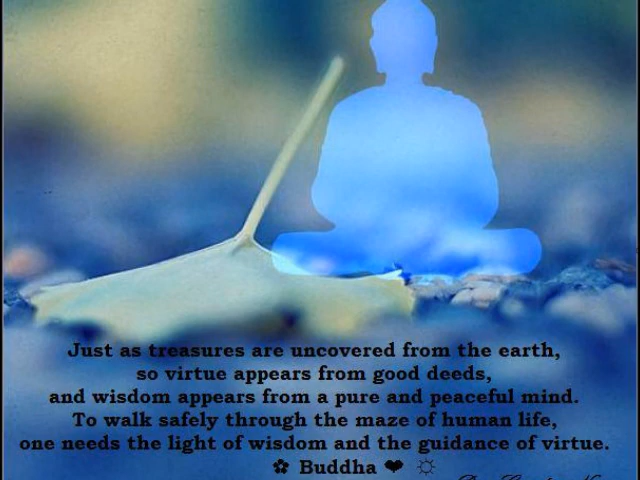 Just as treasures are uncovered from the earth,
so virtue appears from good deeds,
and wisdom appears from a pure and peaceful mind.
To walk safely through the maze of human life,
one needs the light of wisdom and the guidance of virtue.
✿ Buddha ❤ ☼